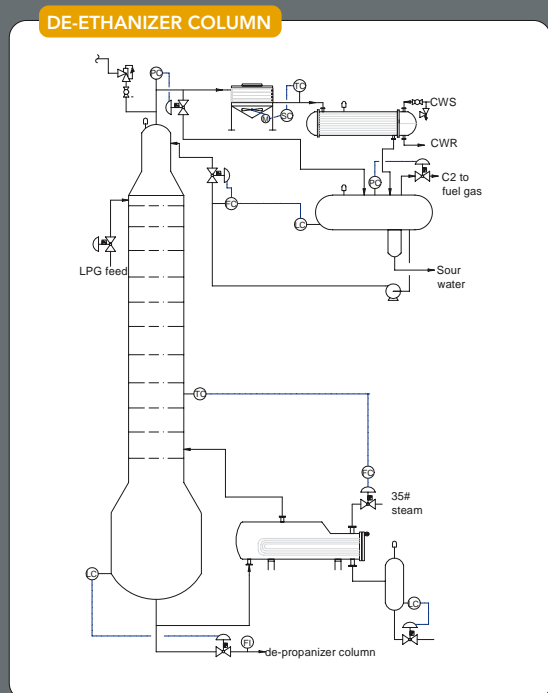 DE-ETHANIZER COLUMN
PC
TC
M
SC
CWS
CWR
PC
C2 to
fuel gas
FC
LC
LPG feed
Sour
water
TC
FC
35#
steam
LC
LC
FI
de-propanizer column